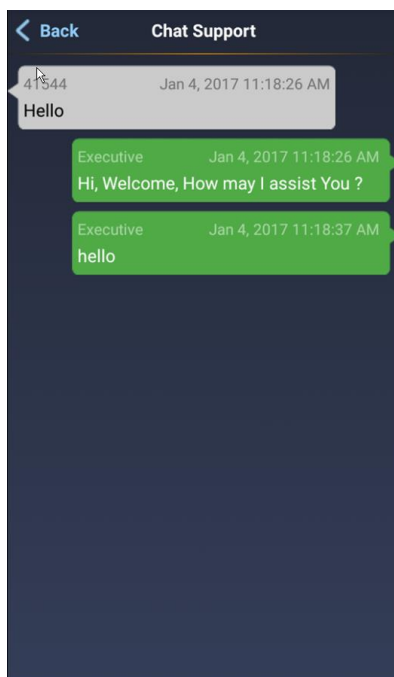 Back
Chat Support
41544 Jan 4, 2017 11:18:26 AM
Hello
Executive Jan 4, 2017 11:18:26 AM
Hi, Welcome, How may I assist You ?
Executive Jan 4, 2017 11:18:37 AM
hello